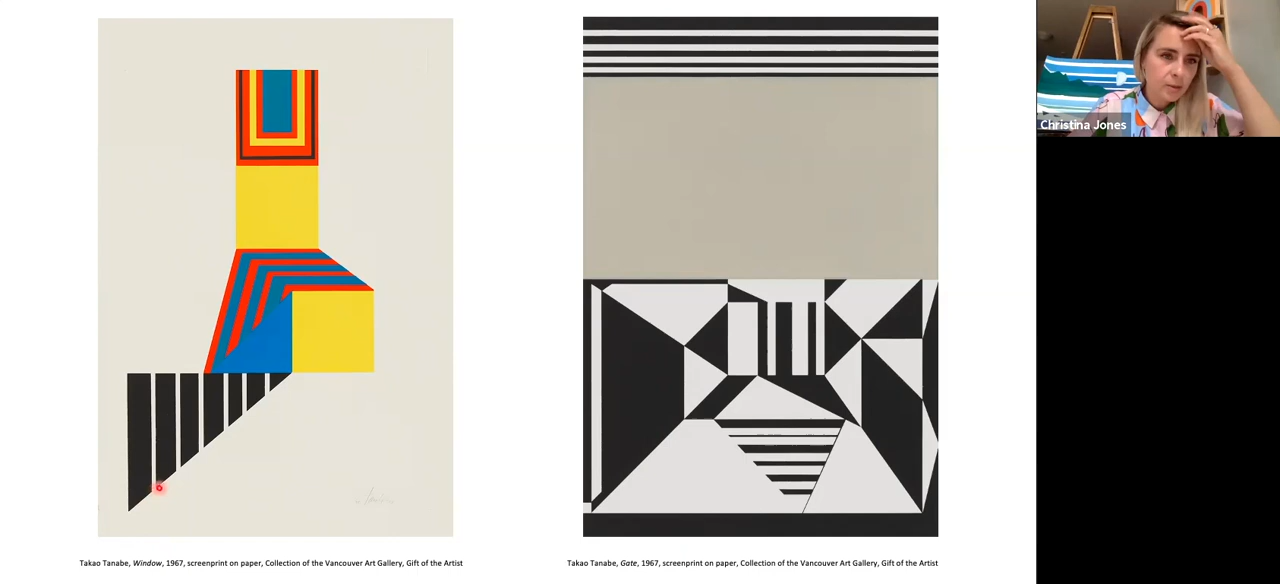 Christina Jones
Takao Tanabe, Window, 1967, screenprint on paper, Collection of the Vancouver Art Gallery, Gift of the Artist
Takao Tanabe, Gate, 1967, screenprint on paper, Collection of the Vancouver Art Gallery, Gift of the Artist